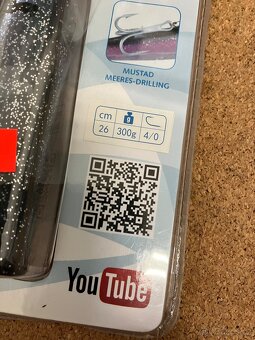 MUSTAD
MEERES-DRILLING
cm g
26 300g 4/0
YouTube